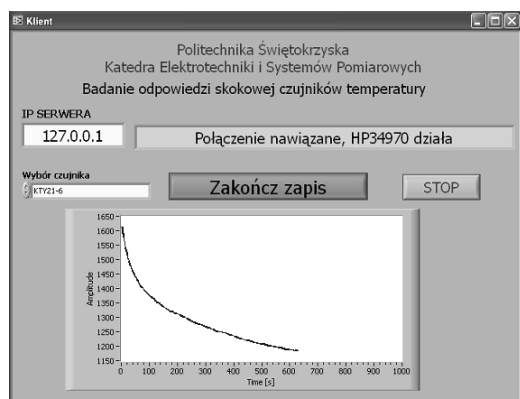 Klient
Politechnika Świętokrzyska
Katedra Elektrotechniki i Systemów Pomiarowych
Badanie odpowiedzi skokowej czujników temperatury
IP SERWERA
127.0.0.1
Połączenie nawiązane, HP34970 działa
Wybór czujnika
KTY21-6
Zakończ zapis
STOP
Amplitude
1650
1600
1550
1500
1450
1400
1350
1300
1250
1200
1150
0 100 200 300 400 500 600 700 800 900 1000
Time [s]